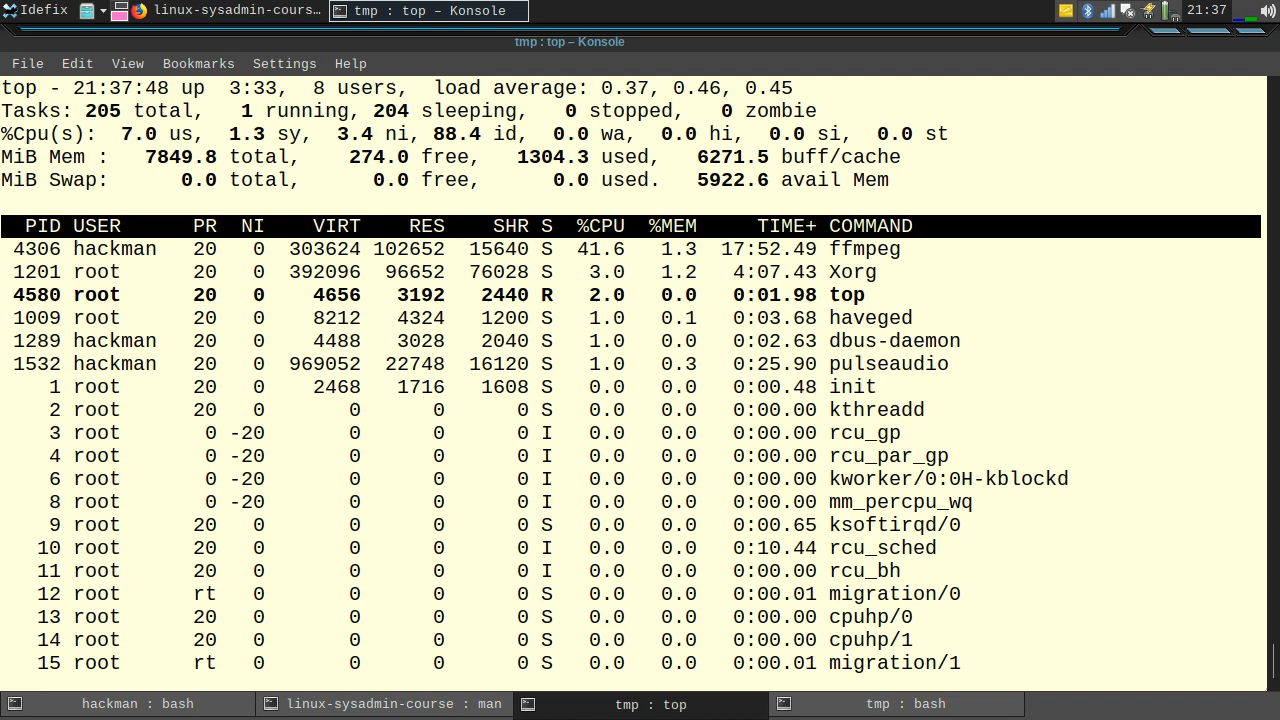 Idefix linux-sysadmin-cours… tmp : top – Konsole 21:37
tmp : top – Konsole
File Edit View Bookmarks Settings Help
top - 21:37:48 up  3:33,  8 users,  load average: 0.37, 0.46, 0.45
Tasks: 205 total,   1 running, 204 sleeping,   0 stopped,   0 zombie
%Cpu(s):  7.0 us,  1.3 sy,  3.4 ni, 88.4 id,  0.0 wa,  0.0 hi,  0.0 si,  0.0 st
MiB Mem :   7849.8 total,    274.0 free,   1304.3 used,   6271.5 buff/cache
MiB Swap:      0.0 total,      0.0 free,      0.0 used.   5922.6 avail Mem
PID USER      PR  NI    VIRT    RES    SHR S  %CPU  %MEM     TIME+ COMMAND
4306 hackman   20   0  303624 102652  15640 S  41.6   1.3  17:52.49 ffmpeg
1201 root      20   0  392096  96652  76028 S   3.0   1.2   4:07.43 Xorg
4580 root      20   0    4656   3192   2440 R   2.0   0.0   0:01.98 top
1009 root      20   0    8212   4324   1200 S   1.0   0.1   0:03.68 haveged
1289 hackman   20   0    4488   3028   2040 S   1.0   0.0   0:02.63 dbus-daemon
1532 hackman   20   0  969052  22748  16120 S   1.0   0.3   0:25.90 pulseaudio
1 root      20   0    2468   1716   1608 S   0.0   0.0   0:00.48 init
2 root      20   0       0      0      0 S   0.0   0.0   0:00.00 kthreadd
3 root       0 -20       0      0      0 I   0.0   0.0   0:00.00 rcu_gp
4 root       0 -20       0      0      0 I   0.0   0.0   0:00.00 rcu_par_gp
6 root       0 -20       0      0      0 I   0.0   0.0   0:00.00 kworker/0:0H-kblockd
8 root       0 -20       0      0      0 I   0.0   0.0   0:00.00 mm_percpu_wq
9 root      20   0       0      0      0 S   0.0   0.0   0:00.65 ksoftirqd/0
10 root      20   0       0      0      0 I   0.0   0.0   0:10.44 rcu_sched
11 root      20   0       0      0      0 I   0.0   0.0   0:00.00 rcu_bh
12 root      rt   0       0      0      0 S   0.0   0.0   0:00.01 migration/0
13 root      20   0       0      0      0 S   0.0   0.0   0:00.00 cpuhp/0
14 root      20   0       0      0      0 S   0.0   0.0   0:00.00 cpuhp/1
15 root      rt   0       0      0      0 S   0.0   0.0   0:00.01 migration/1
hackman : bash linux-sysadmin-course : man tmp : top tmp : bash